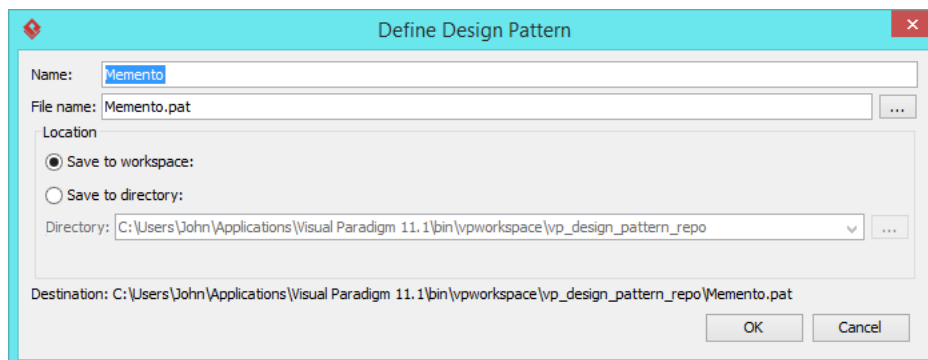 Define Design Pattern
Name: Memento
File name: Memento.pat ...
Location
Save to workspace:
Save to directory:
Directory: C:\Users\John\Applications\Visual Paradigm 11.1\bin\vpworkspace\vp_design_pattern_repo ...
Destination: C:\Users\John\Applications\Visual Paradigm 11.1\bin\vpworkspace\vp_design_pattern_repo\Memento.pat
OK Cancel